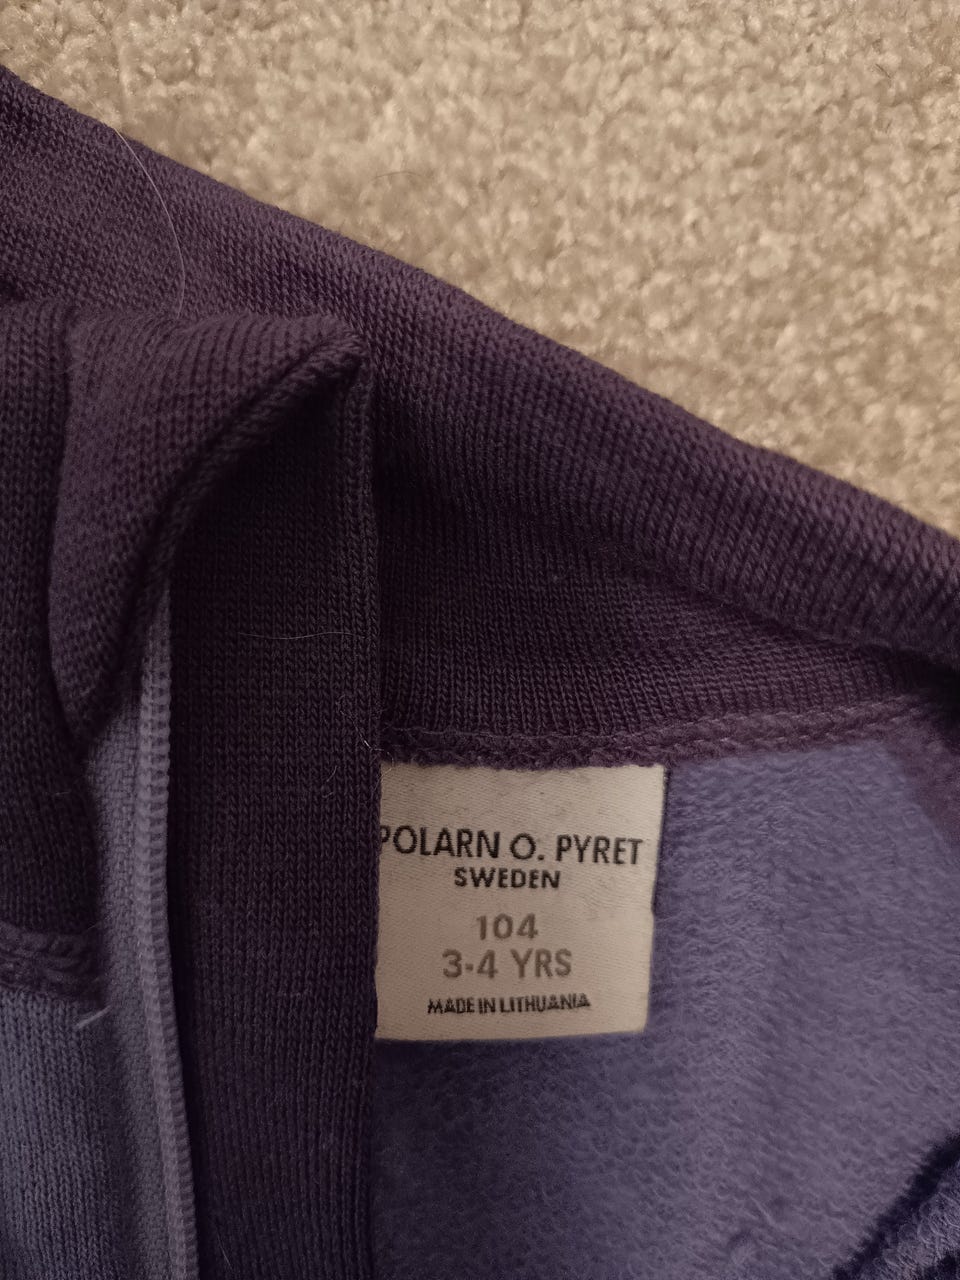 POLARN O. PYRET
SWEDEN
104
3-4 YRS
MADE IN LITHUANIA